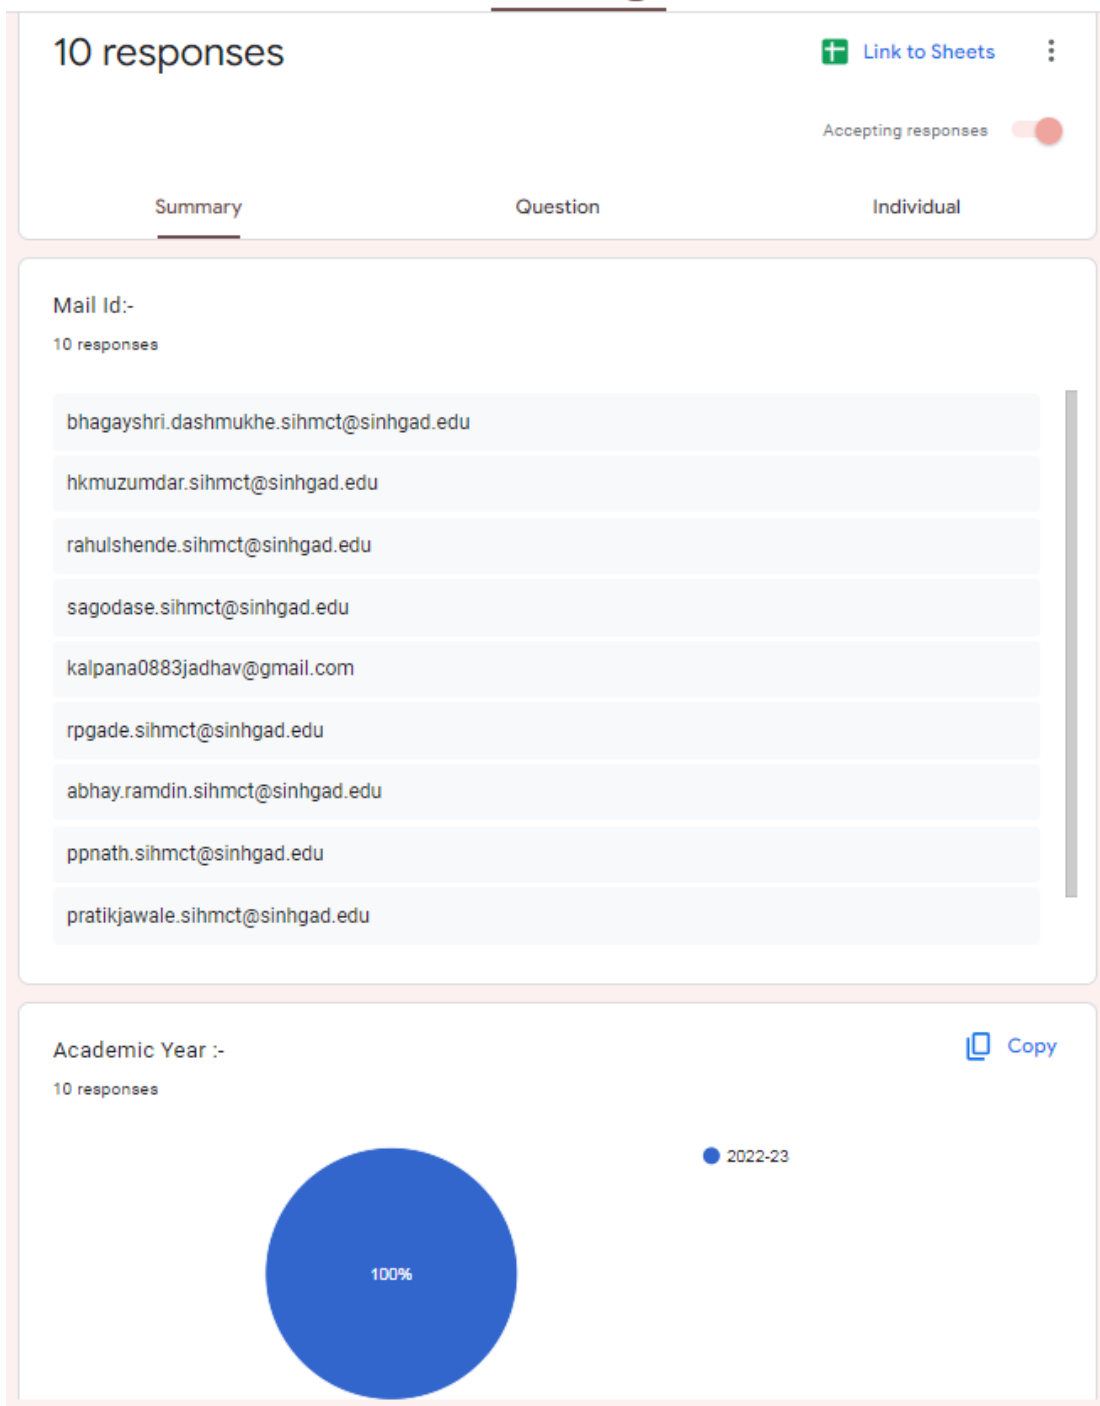 10 responses
Link to Sheets
Accepting responses
Summary
Question
Individual
Mail Id:-
10 responses
bhagayshri.dashmukhe.sihmct@sinhgad.edu
hkmuzumdar.sihmct@sinhgad.edu
rahulshende.sihmct@sinhgad.edu
sagodase.sihmct@sinhgad.edu
kalpana0883jadhav@gmail.com
rpgade.sihmct@sinhgad.edu
abhay.ramdin.sihmct@sinhgad.edu
ppnath.sihmct@sinhgad.edu
pratikjawale.sihmct@sinhgad.edu
Academic Year :-
Copy
10 responses
2022-23
100%